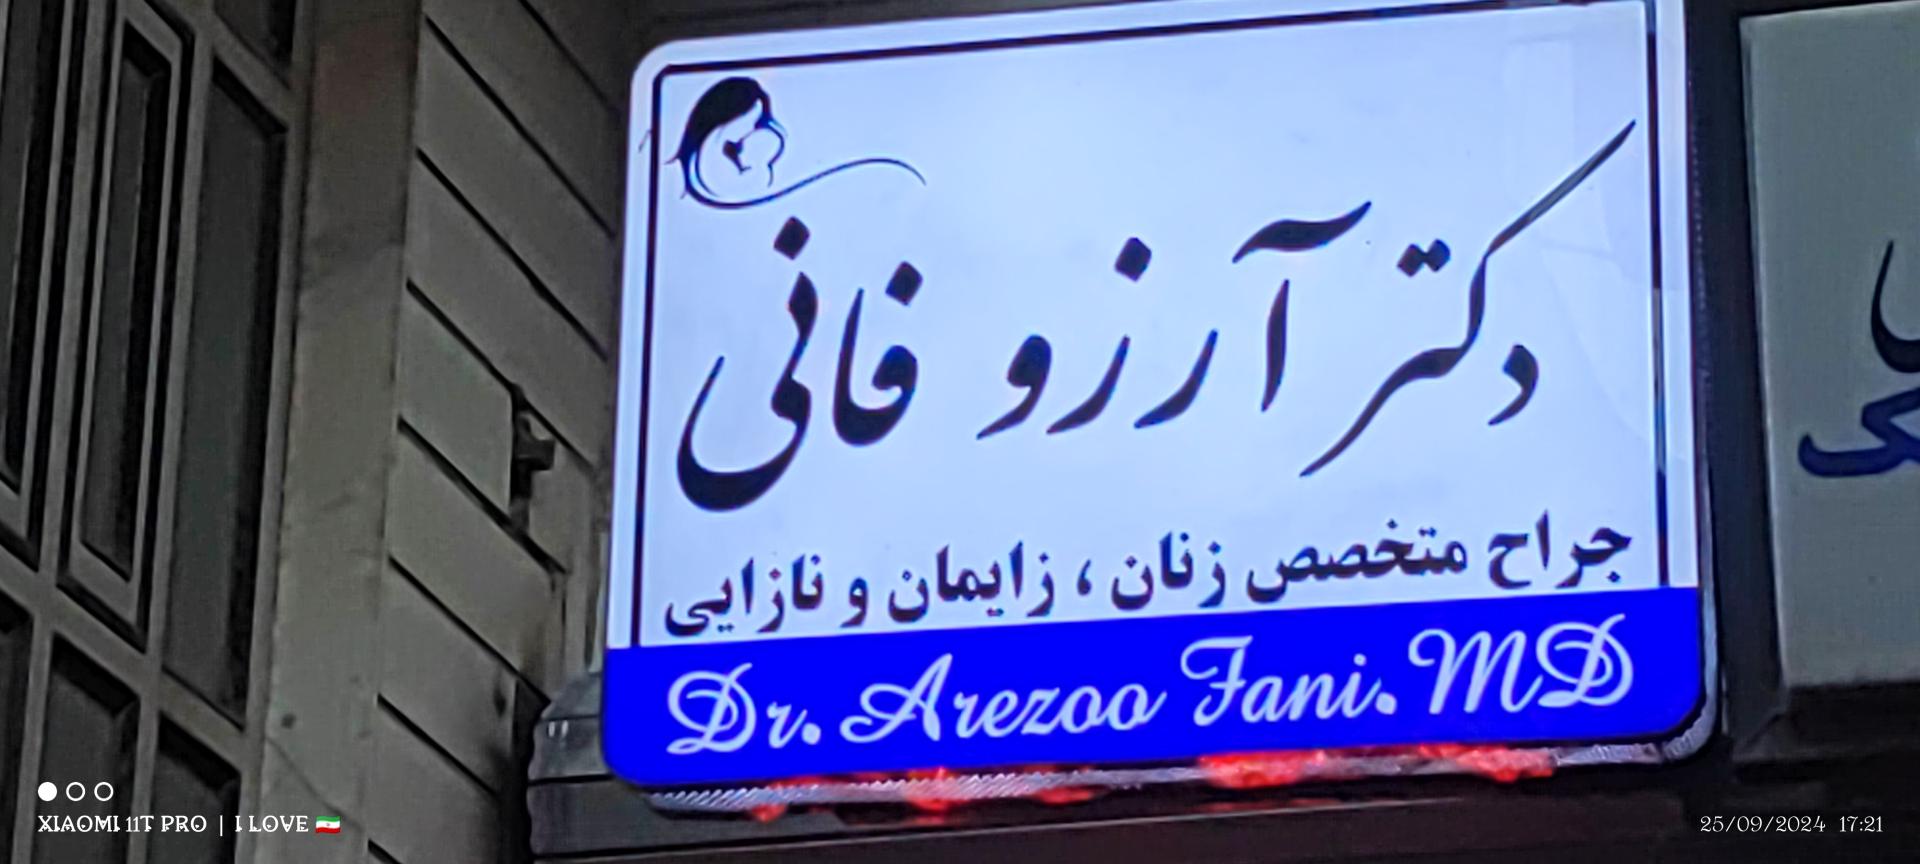 دکتر آرزو فانی
جراح متخصص زنان ، زایمان و نازایی
Dr. Arezoo Fani. MD
XIAOMI 11T PRO | I LOVE 🇮🇷
25/09/2024 17:21